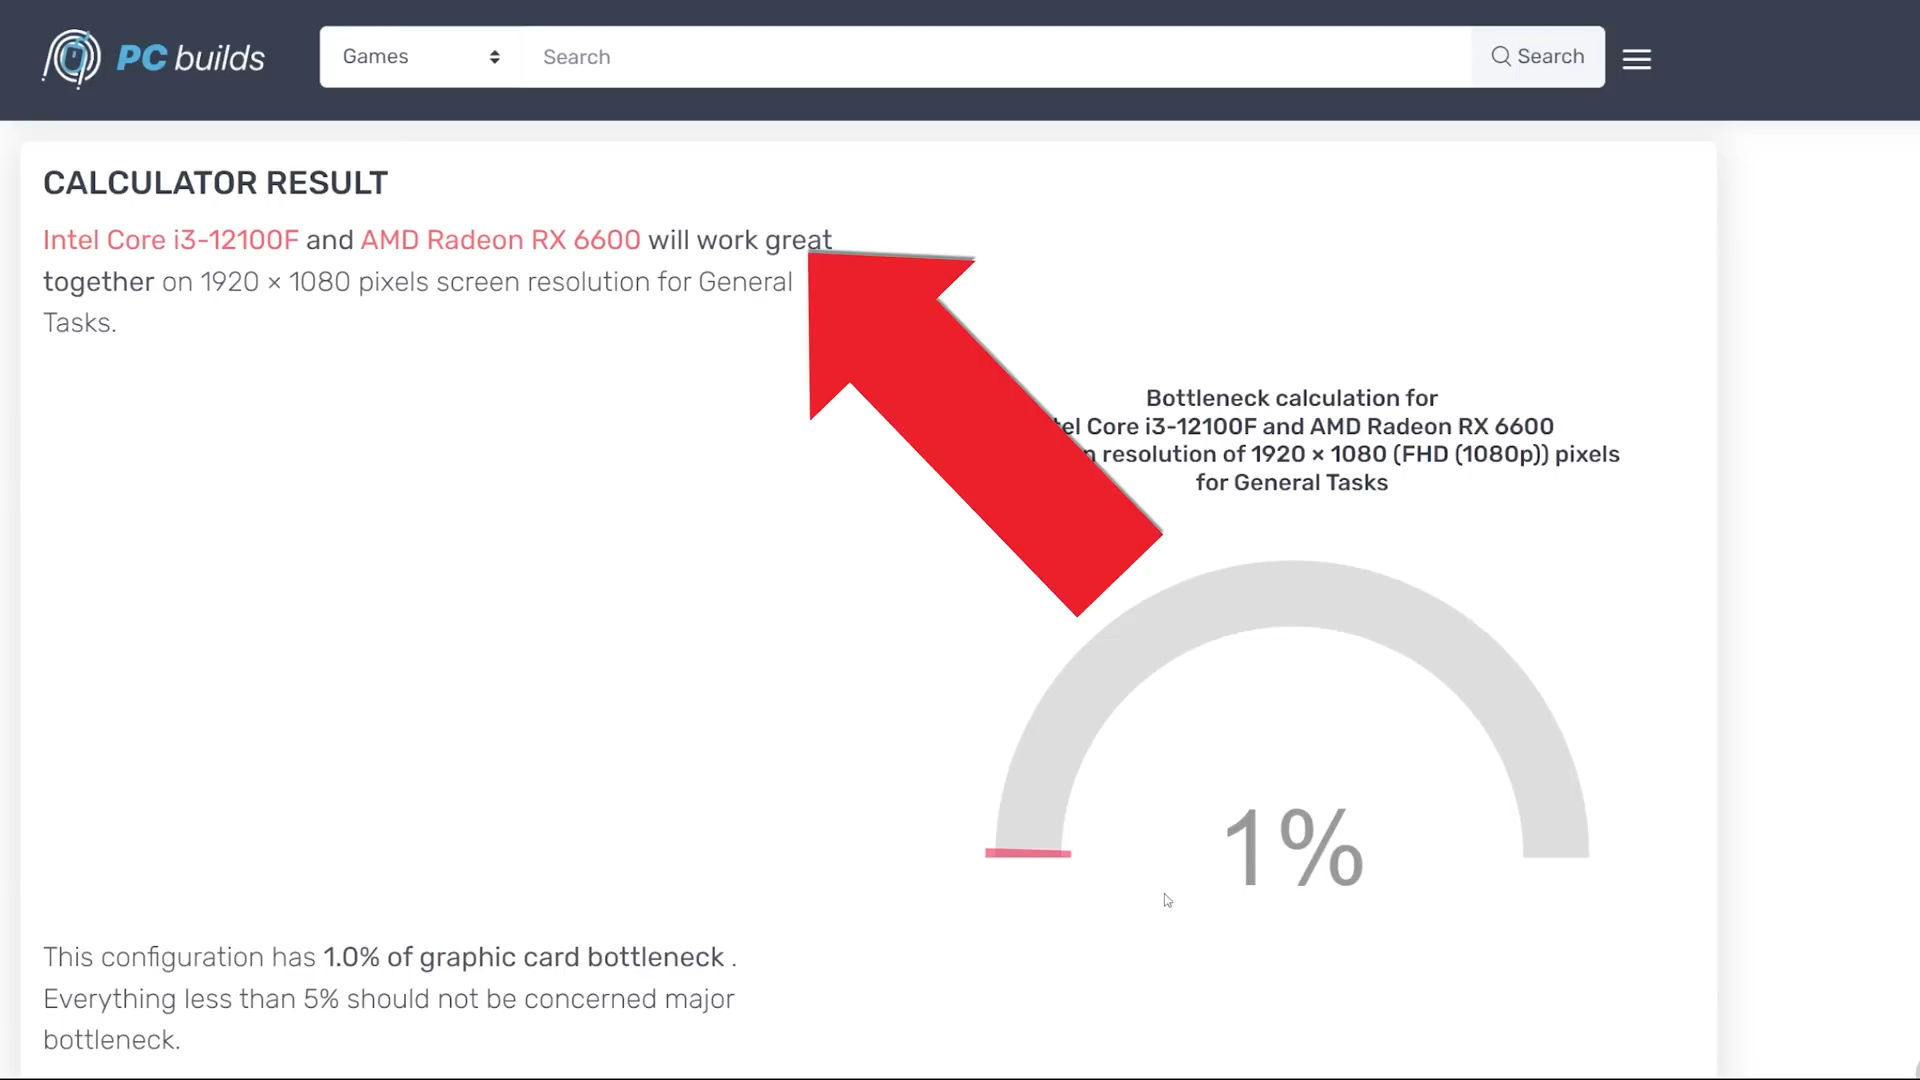 PC builds
Games
Search
Search
CALCULATOR RESULT
Intel Core i3-12100F and AMD Radeon RX 6600 will work great
together on 1920 × 1080 pixels screen resolution for General
Tasks.
Bottleneck calculation for
Core i3-12100F and AMD Radeon RX 6600
resolution of 1920 × 1080 (FHD (1080p)) pixels
for General Tasks
1%
This configuration has 1.0% of graphic card bottleneck .
Everything less than 5% should not be concerned major
bottleneck.